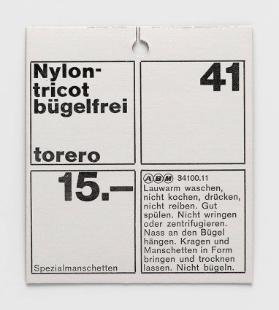 Nylon-
tricot
bügelfrei
torero
41
15.–
Spezialmanschetten
ABM 34100.11
Lauwarm waschen,
nicht kochen, drücken,
nicht reiben. Gut
spülen. Nicht wringen
oder zentrifugieren.
Nass an den Bügel
hängen. Kragen und
Manschetten in Form
bringen und trocknen
lassen. Nicht bügeln.